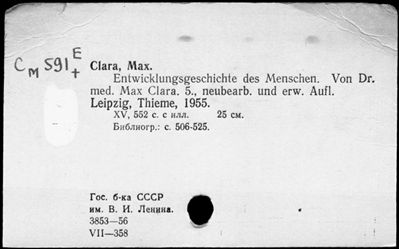 С М 591 E +
Clara, Max.
Entwicklungsgeschichte des Menschen. Von Dr.
med. Max Clara. 5., neubearb. und erw. Aufl.
Leipzig, Thieme, 1955.
XV, 552 с. с илл. 25 см.
Библиогр.: с. 506-525.
Гос. б-ка СССР
им. В. И. Ленина.
3853—56
VII—358